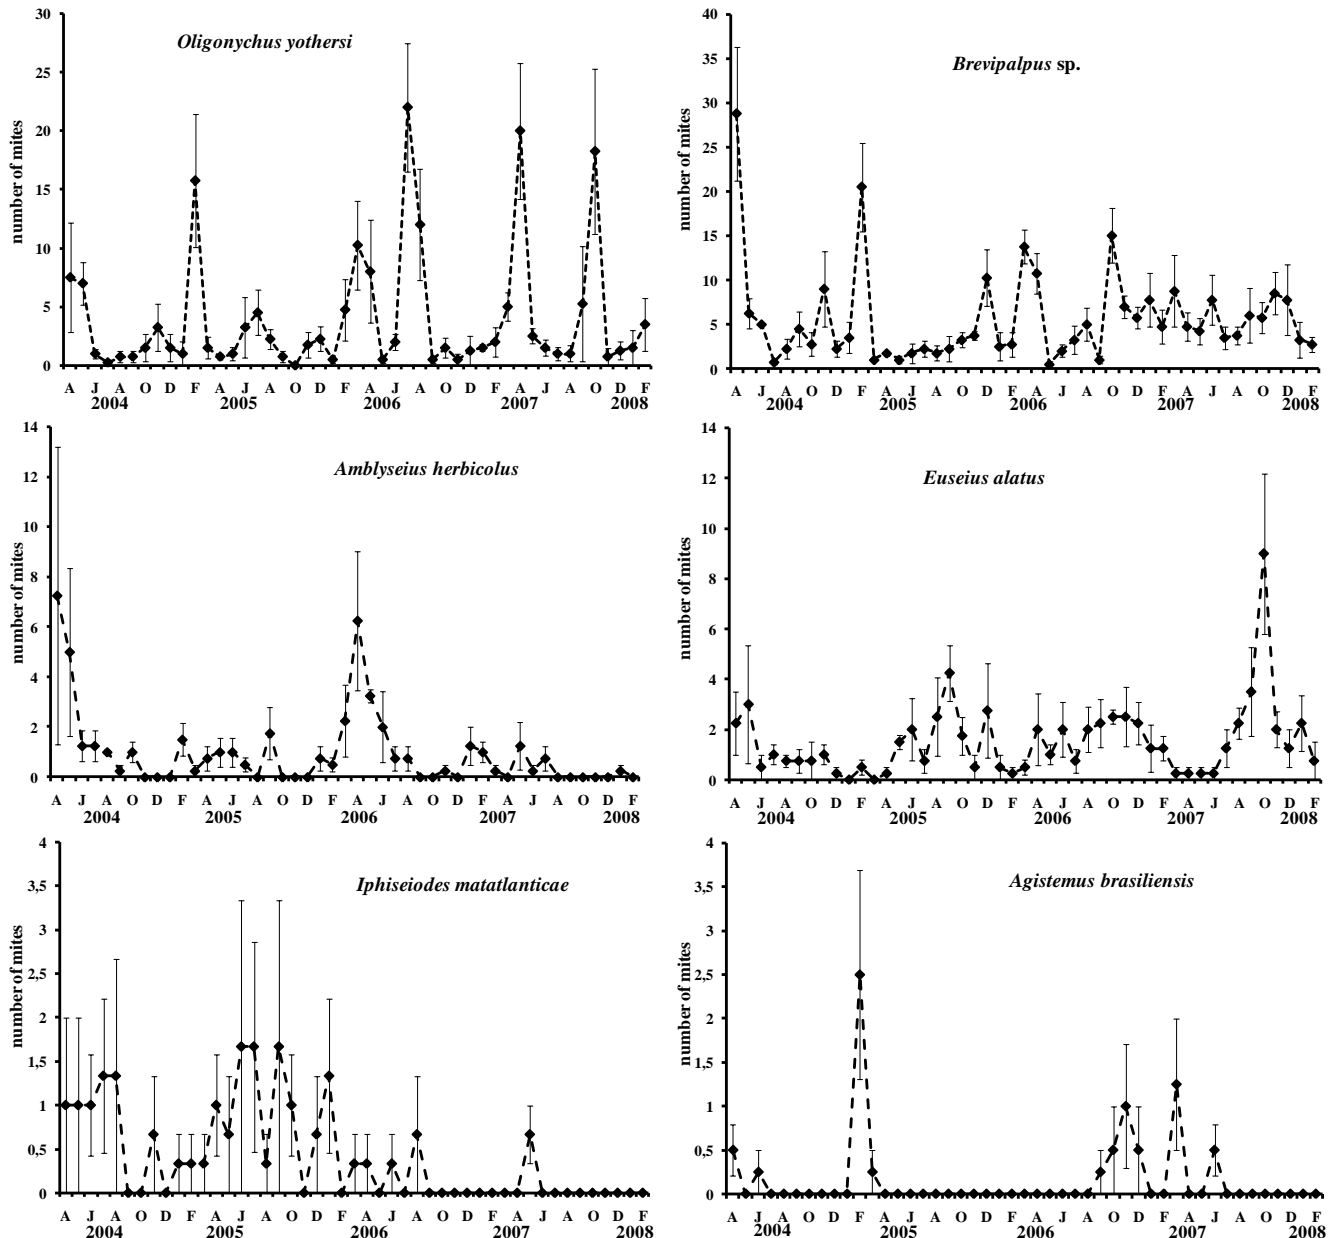 Oligonychus yothersi
number of mites
30
25
20
15
10
5
0
A J A O D F A J A O D F A J A O D F A J A O D F
2004 2005 2006 2007 2008
Brevipalpus sp.
number of mites
40
35
30
25
20
15
10
5
0
A J A O D F A J A O D F A J A O D F A J A O D F
2004 2005 2006 2007 2008
Amblyseius herbicolus
number of mites
14
12
10
8
6
4
2
0
A J A O D F A J A O D F A J A O D F A J A O D F
2004 2005 2006 2007 2008
Euseius alatus
number of mites
14
12
10
8
6
4
2
0
A J A O D F A J A O D F A J A O D F A J A O D F
2004 2005 2006 2007 2008
Iphiseiodes matatlanticae
number of mites
4
3,5
3
2,5
2
1,5
1
0,5
0
A J A O D F A J A O D F A J A O D F A J A O D F
2004 2005 2006 2007 2008
Agistemus brasiliensis
number of mites
4
3,5
3
2,5
2
1,5
1
0,5
0
A J A O D F A J A O D F A J A O D F A J A O D F
2004 2005 2006 2007 2008